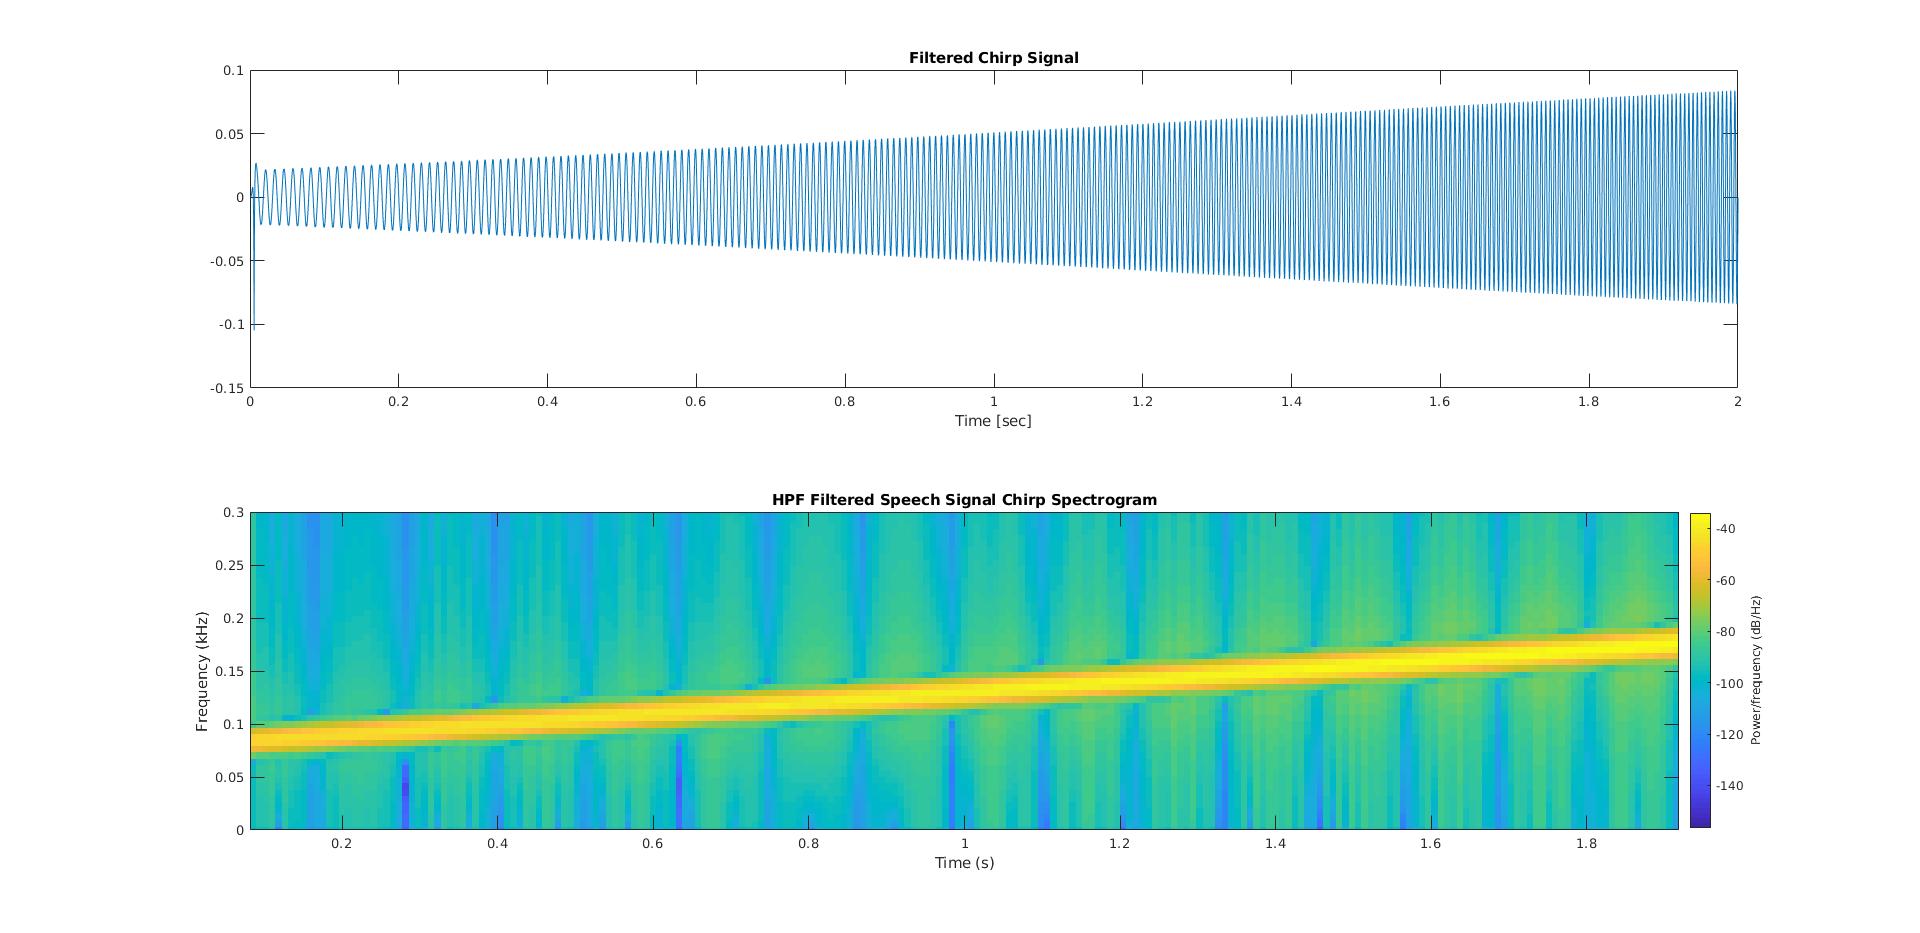 Filtered Chirp Signal
0.1
0.05
0
-0.05
-0.1
-0.15
0 0.2 0.4 0.6 0.8 1 1.2 1.4 1.6 1.8 2
Time [sec]
HPF Filtered Speech Signal Chirp Spectrogram
0.3
0.25
0.2
0.15
0.1
0.05
0
Frequency (kHz)
0.2 0.4 0.6 0.8 1 1.2 1.4 1.6 1.8
Time (s)
-40
-60
-80
-100
-120
-140
Power/frequency (dB/Hz)